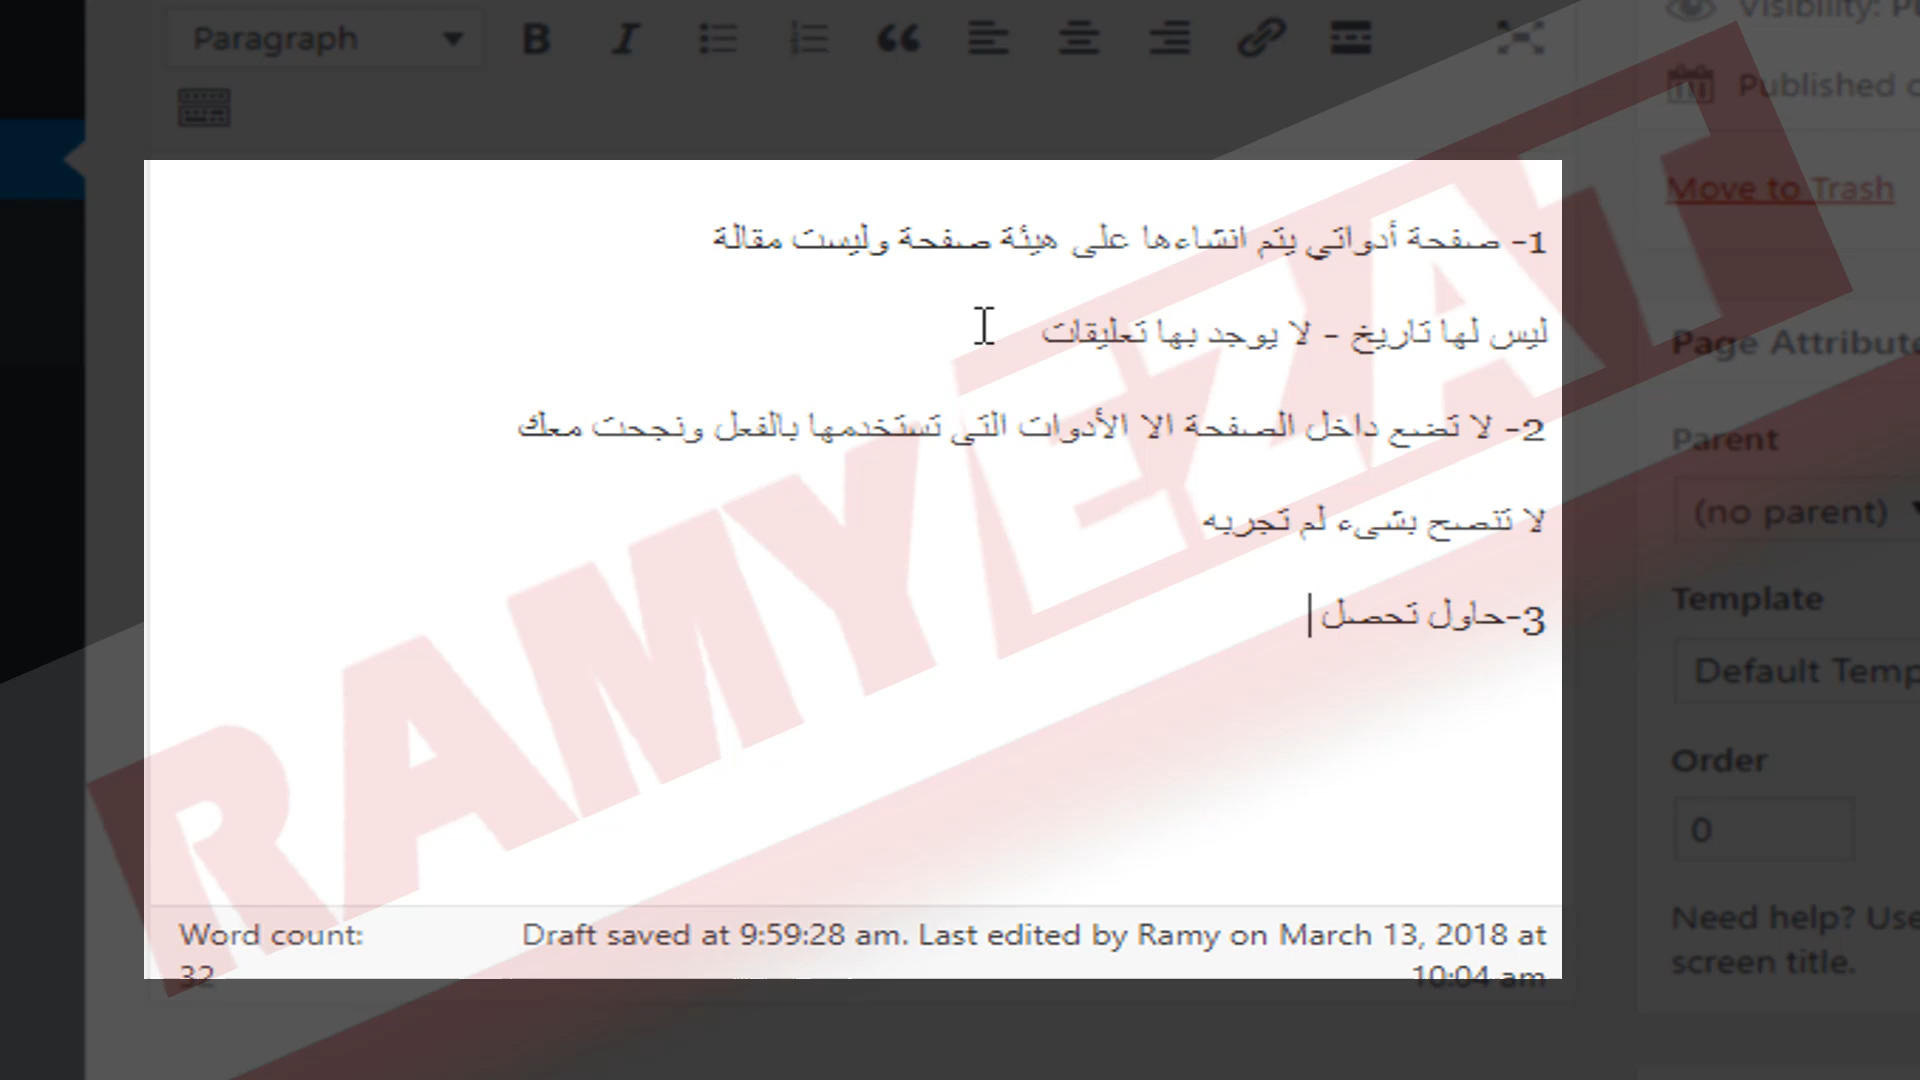 Paragraph
B
I
Visibility:
Published
Move to Trash
1- صفحة أدواتي يتم انشاءها على هيئة صفحة وليست مقالة
ليس لها تاريخ - لا يوجد بها تعليقات
2- لا تضع داخل الصفحة الا الأدوات التى تستخدمها بالفعل ونجحت معك
لا تنصح بشىء لم تجربه
3-حاول تحصل
RAMYEZAT
Word count:
32
Draft saved at 9:59:28 am. Last edited by Ramy on March 13, 2018 at
10:04 am
Page Attribute
Parent
(no parent)
Template
Default Temp
Order
0
Need help? Use
screen title.